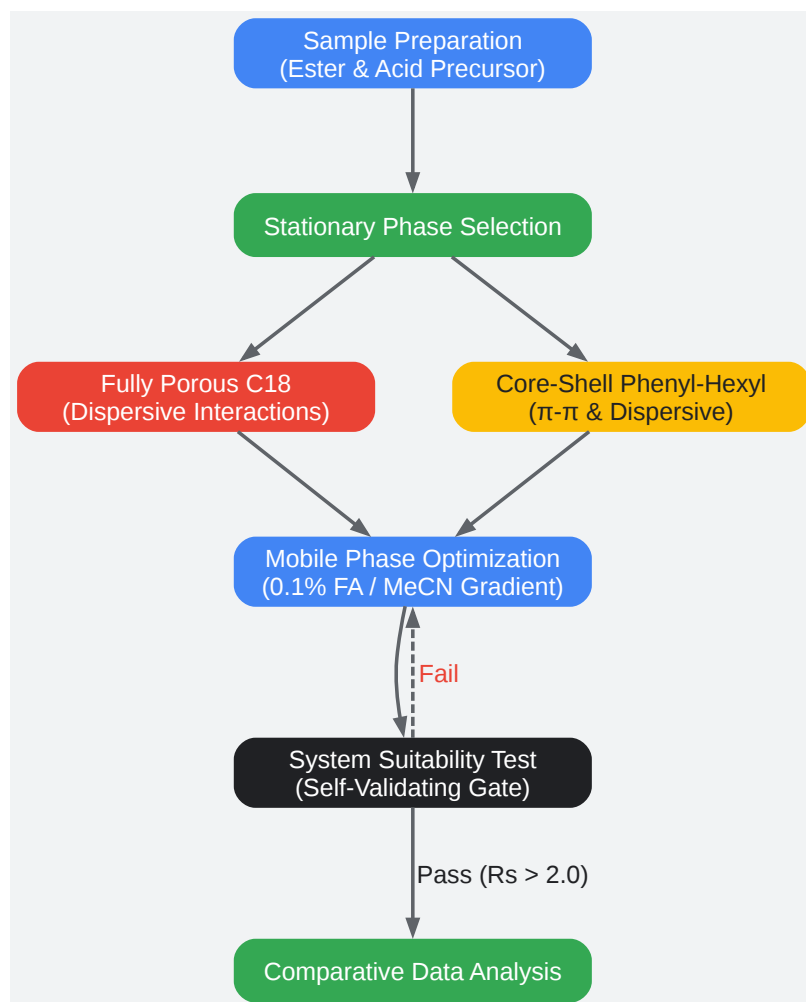 Sample Preparation
(Ester & Acid Precursor)
Stationary Phase Selection
Fully Porous C18
(Dispersive Interactions)
Core-Shell Phenyl-Hexyl
(π-π & Dispersive)
Mobile Phase Optimization
(0.1% FA / MeCN Gradient)
Fail
System Suitability Test
(Self-Validating Gate)
Pass (Rs > 2.0)
Comparative Data Analysis